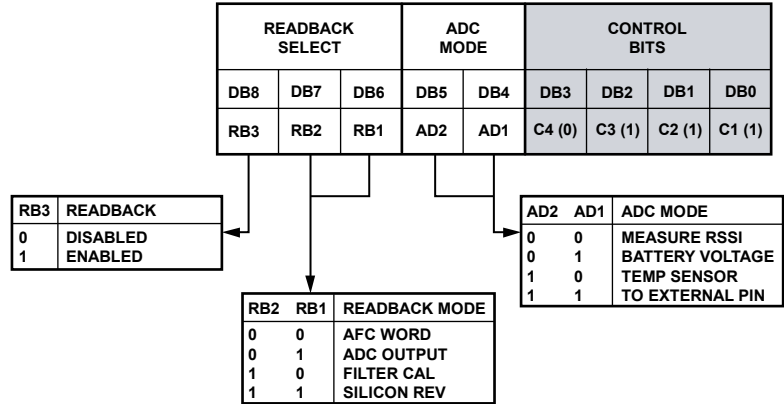 READBACK SELECT ADC MODE CONTROL BITS
DB8 DB7 DB6 DB5 DB4 DB3 DB2 DB1 DB0
RB3 RB2 RB1 AD2 AD1 C4 (0) C3 (1) C2 (1) C1 (1)
RB3 READBACK
0 DISABLED
1 ENABLED
RB2 RB1 READBACK MODE
0 0 AFC WORD
0 1 ADC OUTPUT
1 0 FILTER CAL
1 1 SILICON REV
AD2 AD1 ADC MODE
0 0 MEASURE RSSI
0 1 BATTERY VOLTAGE
1 0 TEMP SENSOR
1 1 TO EXTERNAL PIN